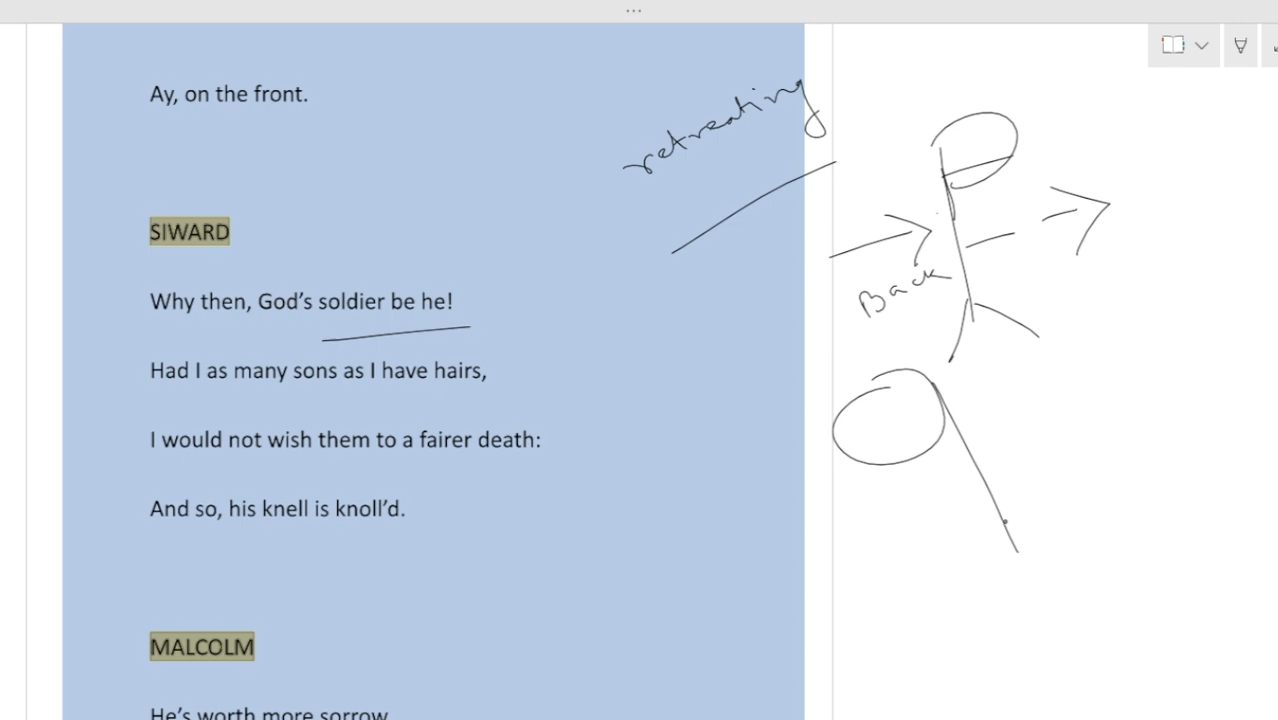 Ay, on the front.
retreating
SIWARD
Why then, God’s soldier be he!
Back
Had I as many sons as I have hairs,
I would not wish them to a fairer death:
And so, his knell is knoll’d.
MALCOLM
He’s worth more sorrow